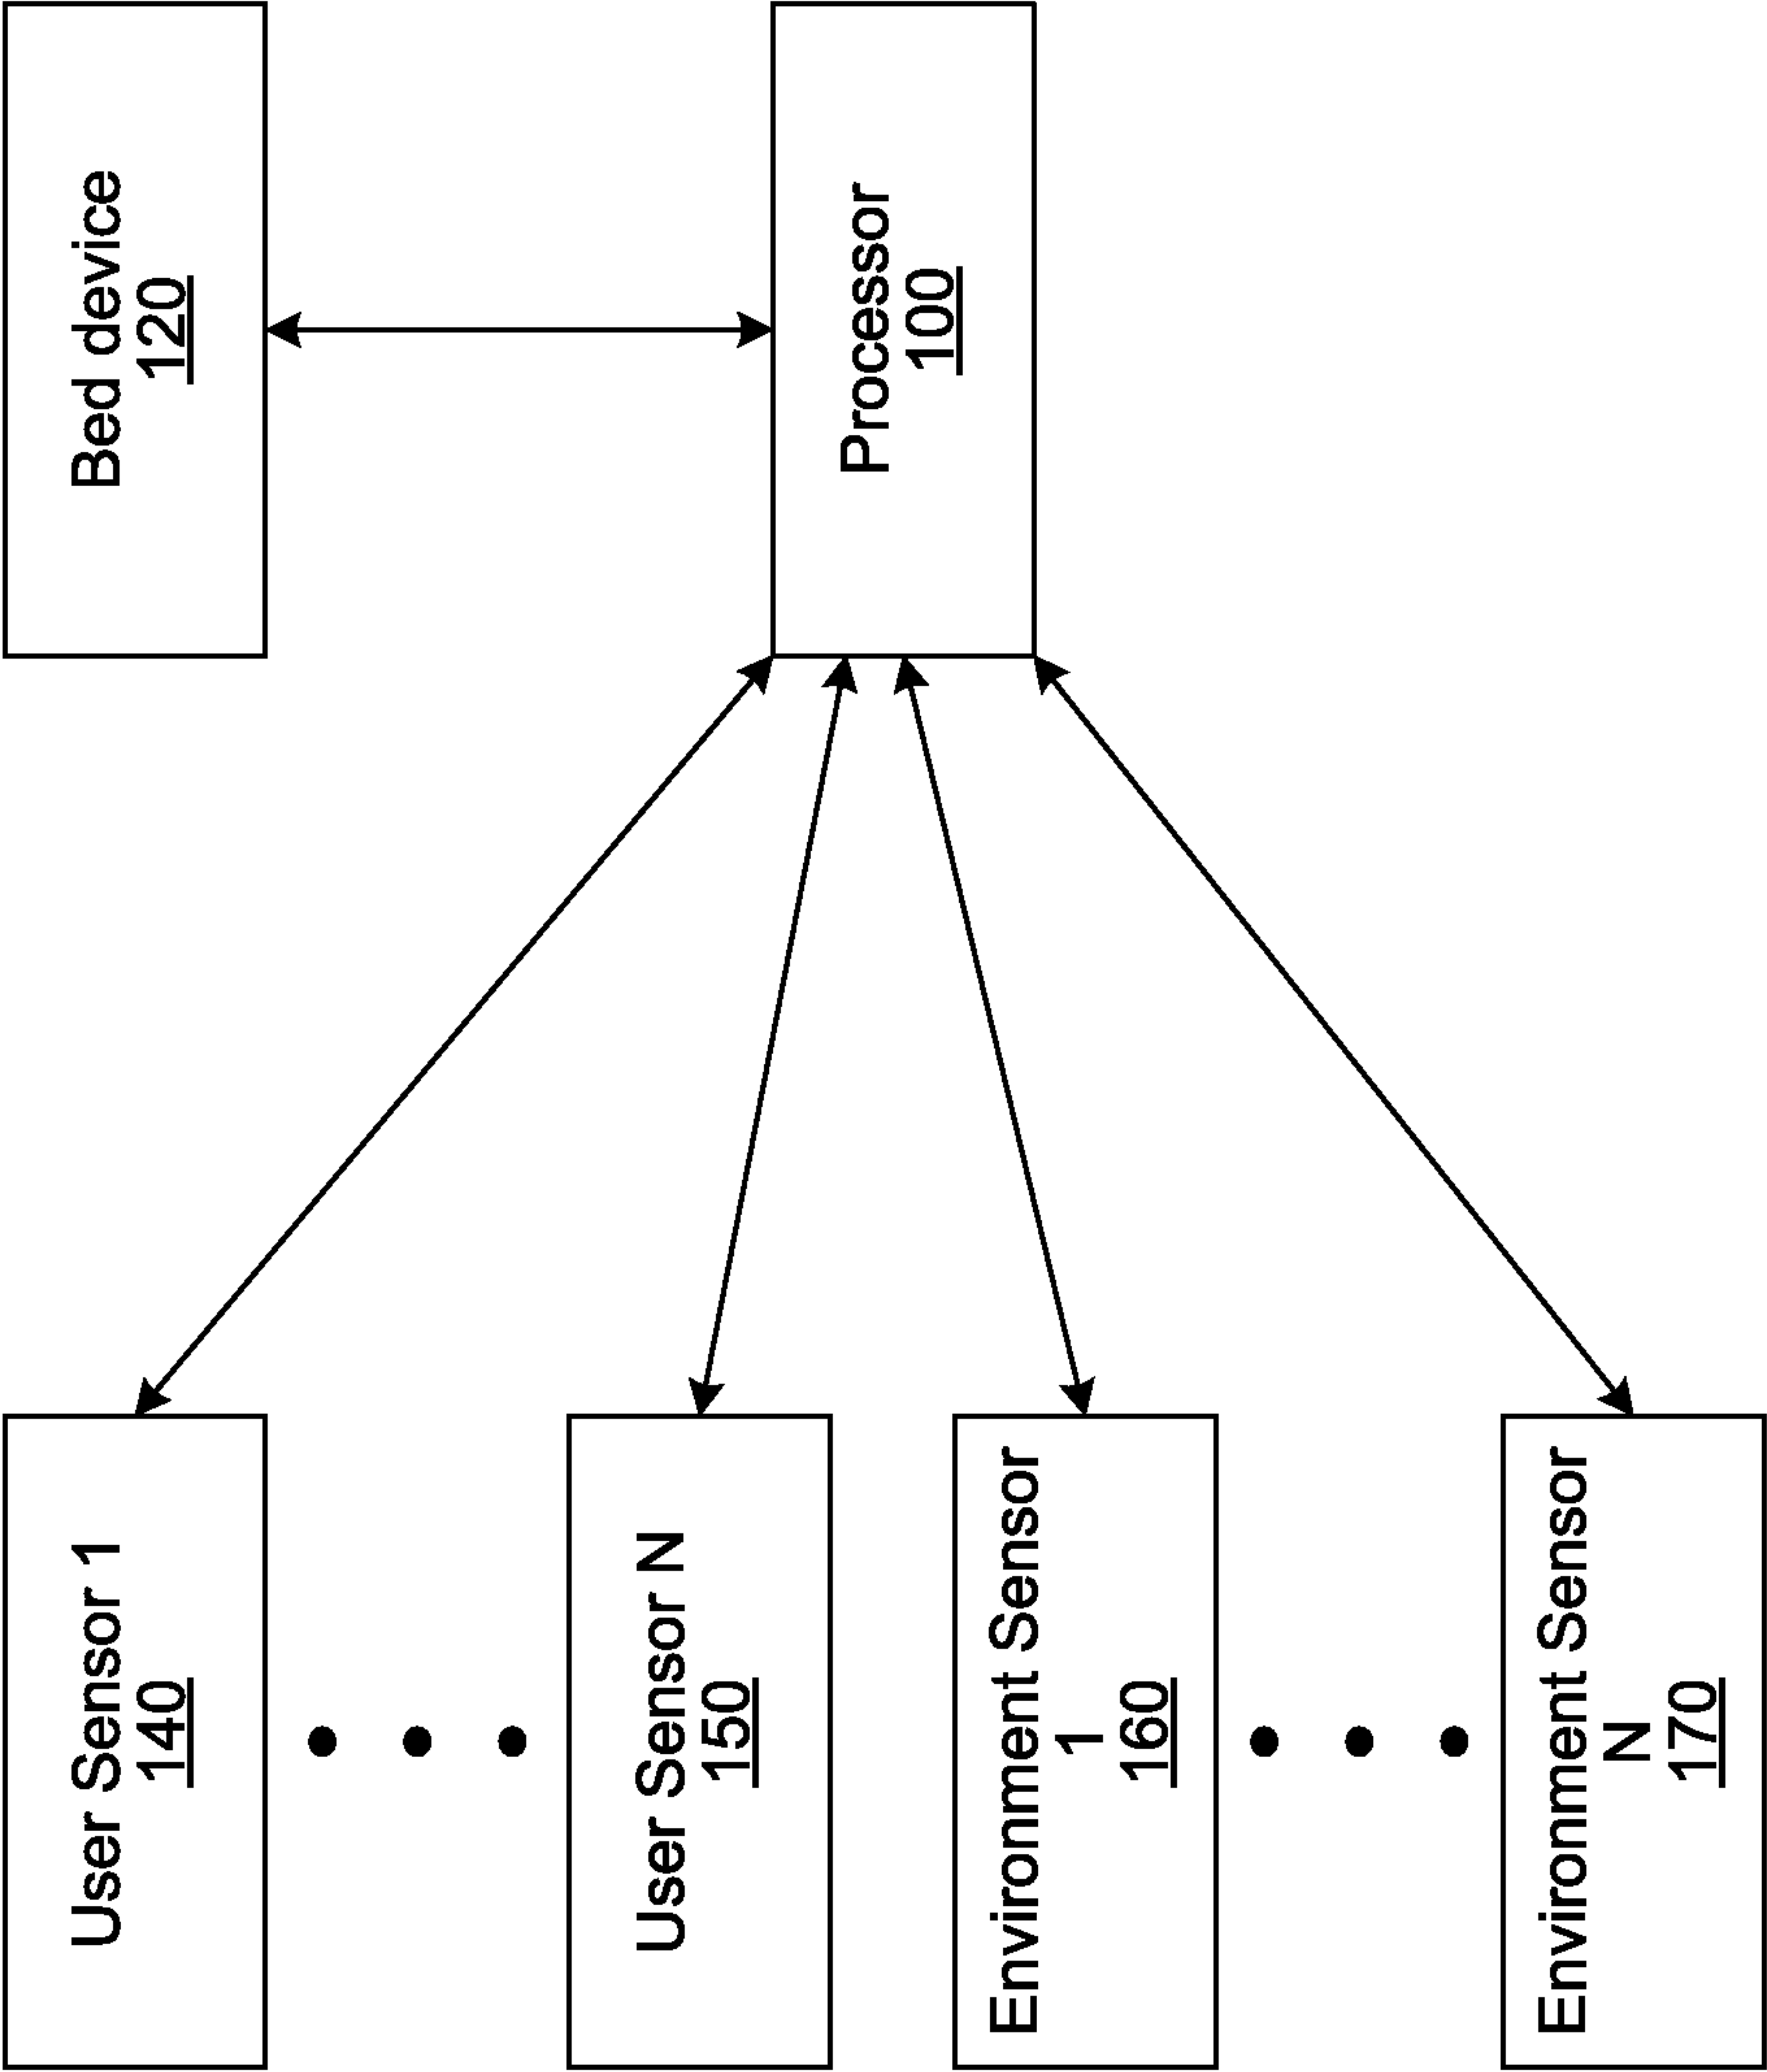 User Sensor 1
140
User Sensor N
150
Environment Sensor
1
160
Environment Sensor
N
170
Bed device
120
Processor
100